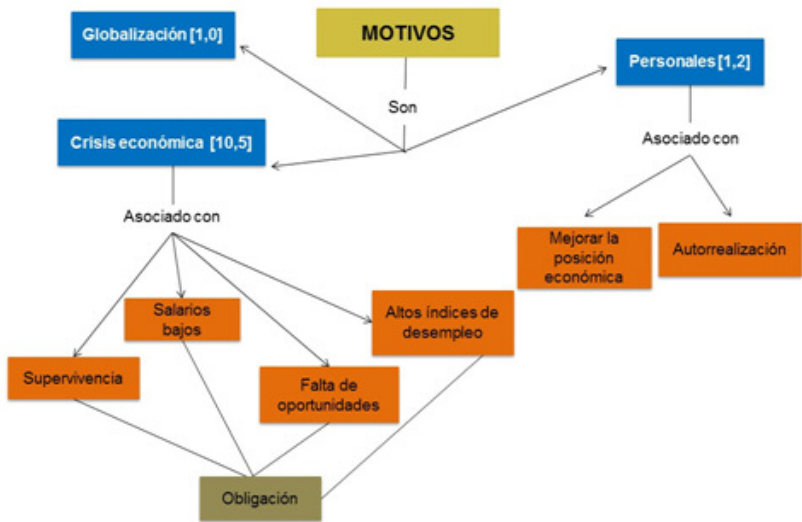 Globalización [1,0]
MOTIVOS
Personales [1,2]
Son
Crisis económica [10,5]
Asociado con
Asociado con
Mejorar la
posición
económica
Autorrealización
Salarios
bajos
Altos índices de
desempleo
Supervivencia
Falta de
oportunidades
Obligación